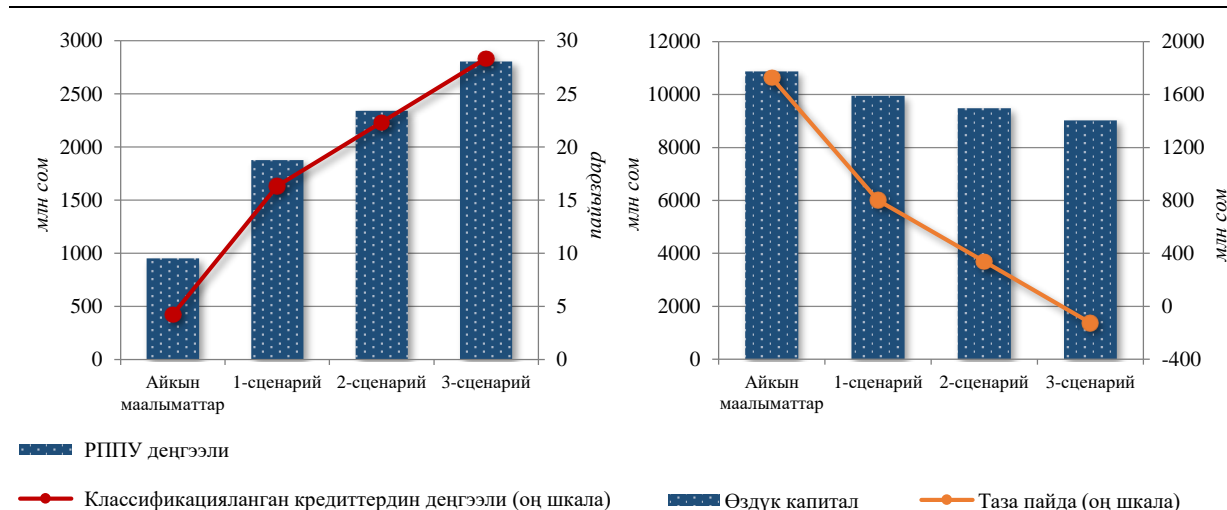 3000
2500
2000
1500
1000
500
0
млн сом
30
25
20
15
10
5
0
пайыздар
Айкын маалыматтар
1-сценарий
2-сценарий
3-сценарий
РППУ деңгээли
Классификацияланган кредиттердин деңгээли (оң шкала)
12000
10000
8000
6000
4000
2000
0
млн сом
2000
1600
1200
800
400
0
-400
млн сом
Айкын
маалыматтар
1-сценарий
2-сценарий
3-сценарий
Өздүк капитал
Таза пайда (оң шкала)